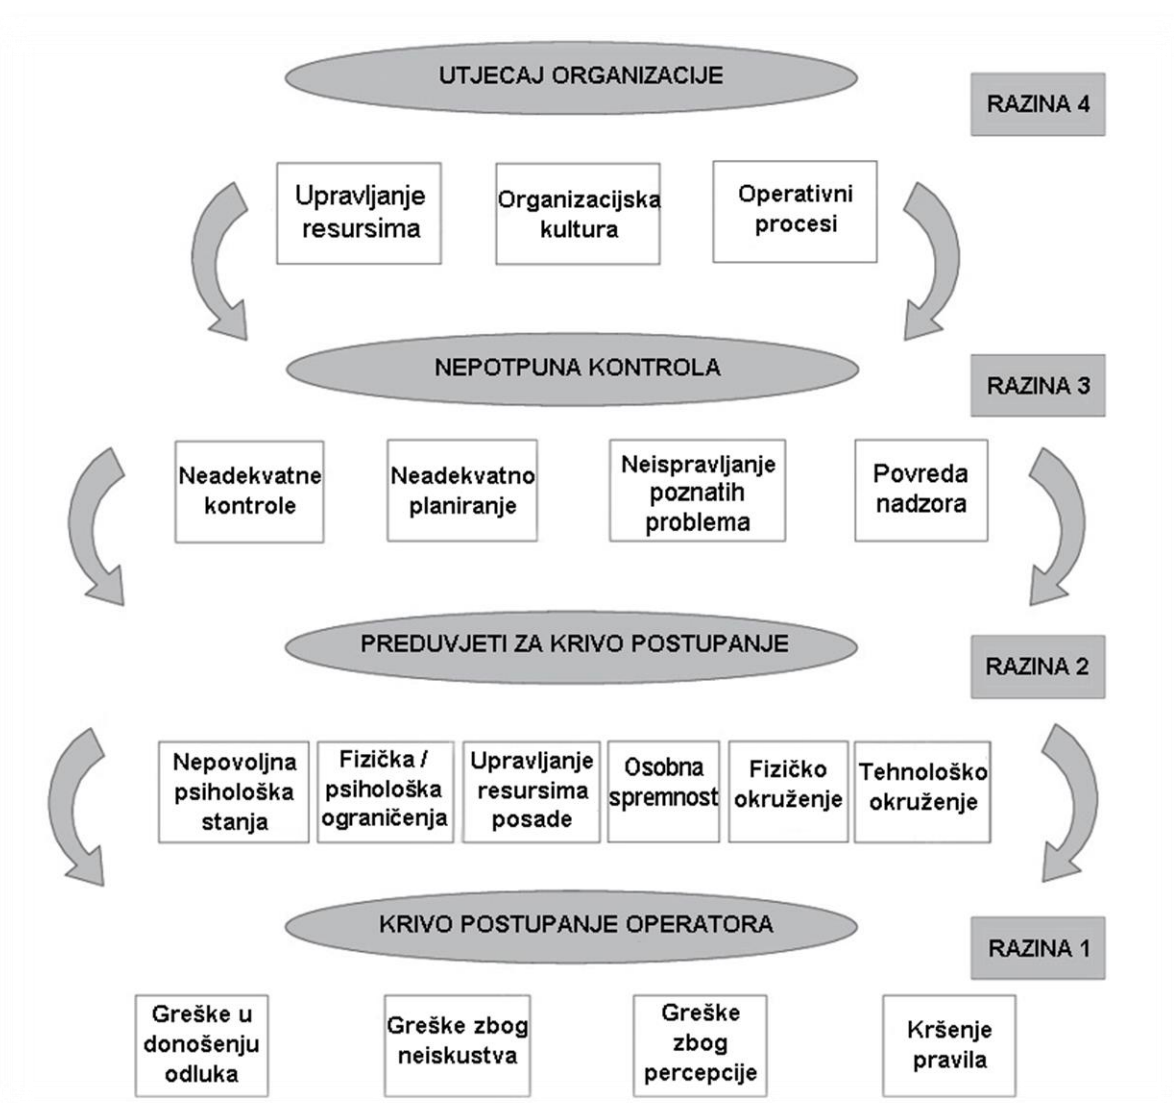 UTJECAJ ORGANIZACIJE
RAZINA 4
Upravljanje
resursima
Organizacijska
kultura
Operativni
procesi
NEPOTPUNA KONTROLA
RAZINA 3
Neadekvatne
kontrole
Neadekvatno
planiranje
Neispravljanje
poznatih
problema
Povreda
nadzora
PREDUVJETI ZA KRIVO POSTUPANJE
RAZINA 2
Nepovoljna
psihološka
stanja
Fizička /
psihološka
ograničenja
Upravljanje
resursima
posade
Osobna
spremnost
Fizičko
okruženje
Tehnološko
okruženje
KRIVO POSTUPANJE OPERATORA
RAZINA 1
Greške u
donošenju
odluka
Greške zbog
neiskustva
Greške
zbog
percepcije
Kršenje
pravila